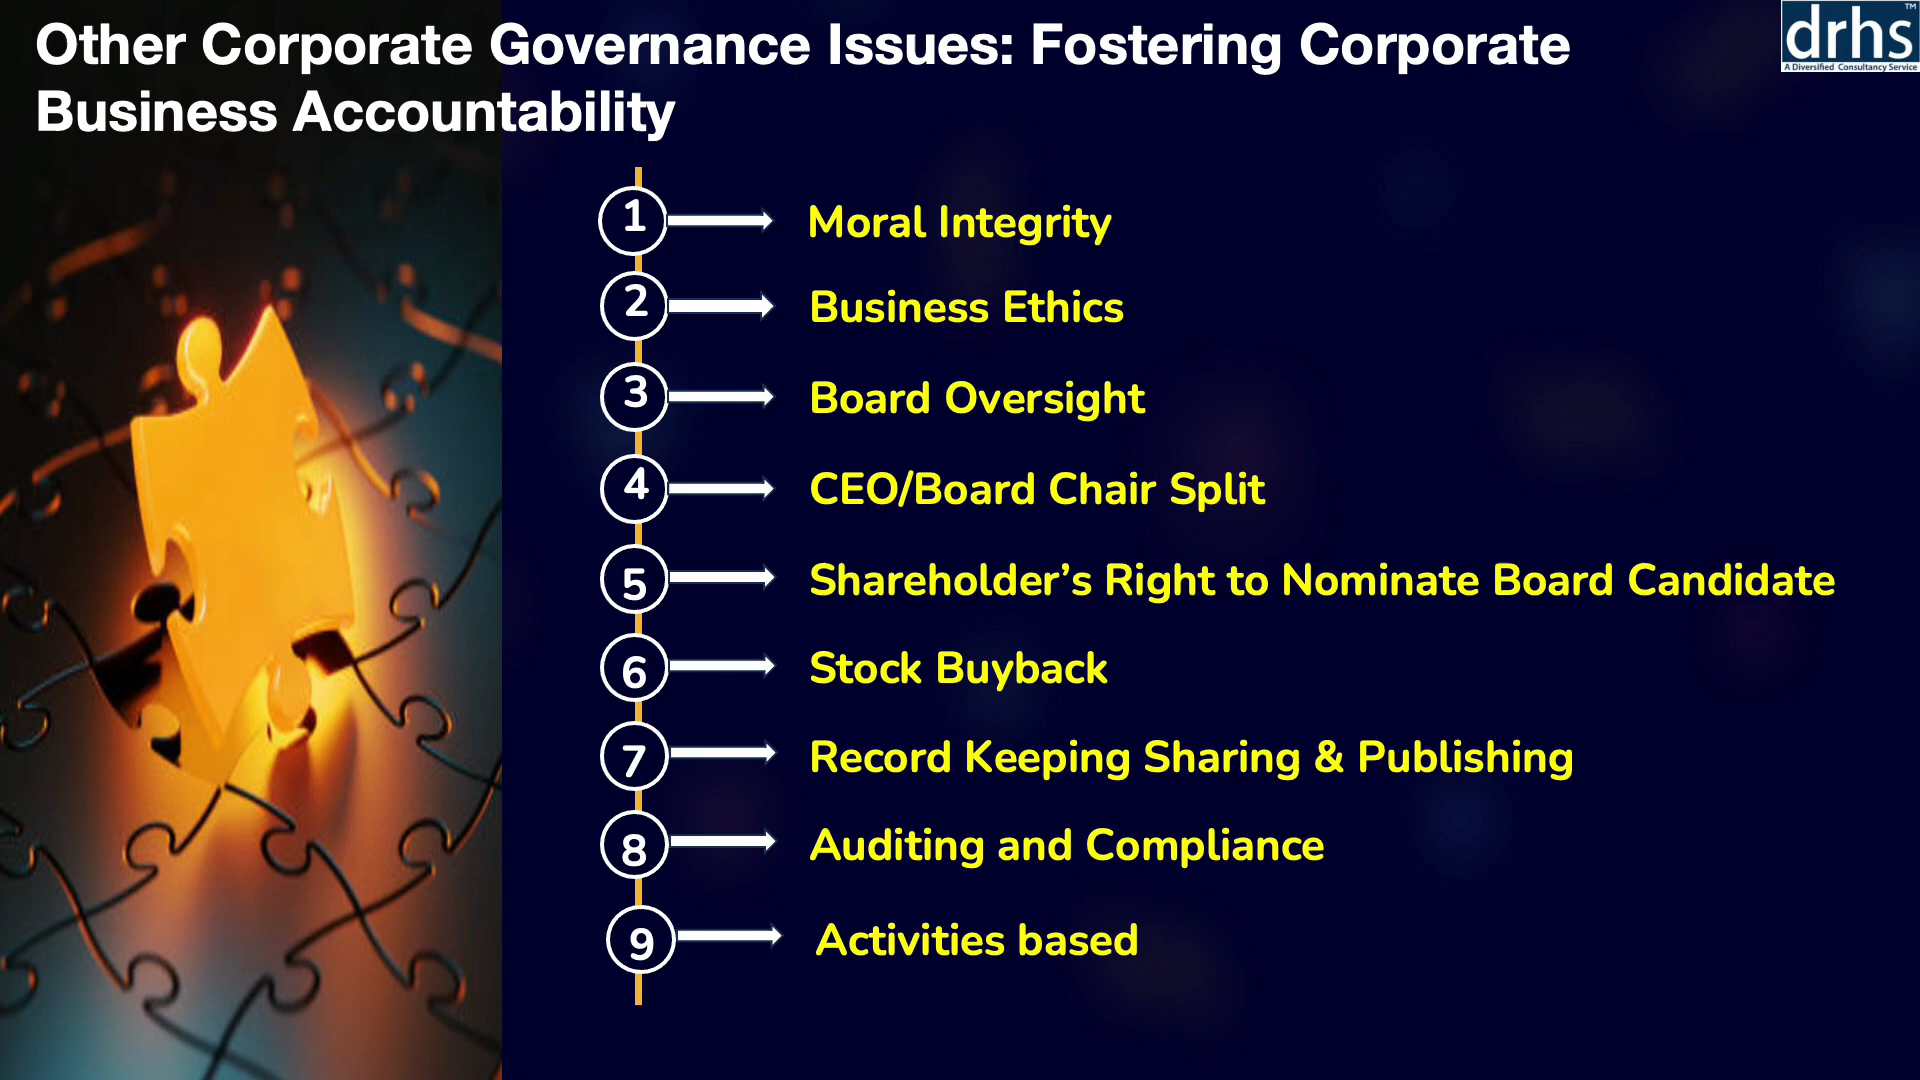 Other Corporate Governance Issues: Fostering Corporate
Business Accountability
drhs™
A Diversified Consultancy Service
1 Moral Integrity
2 Business Ethics
3 Board Oversight
4 CEO/Board Chair Split
5 Shareholder’s Right to Nominate Board Candidate
6 Stock Buyback
7 Record Keeping Sharing & Publishing
8 Auditing and Compliance
9 Activities based